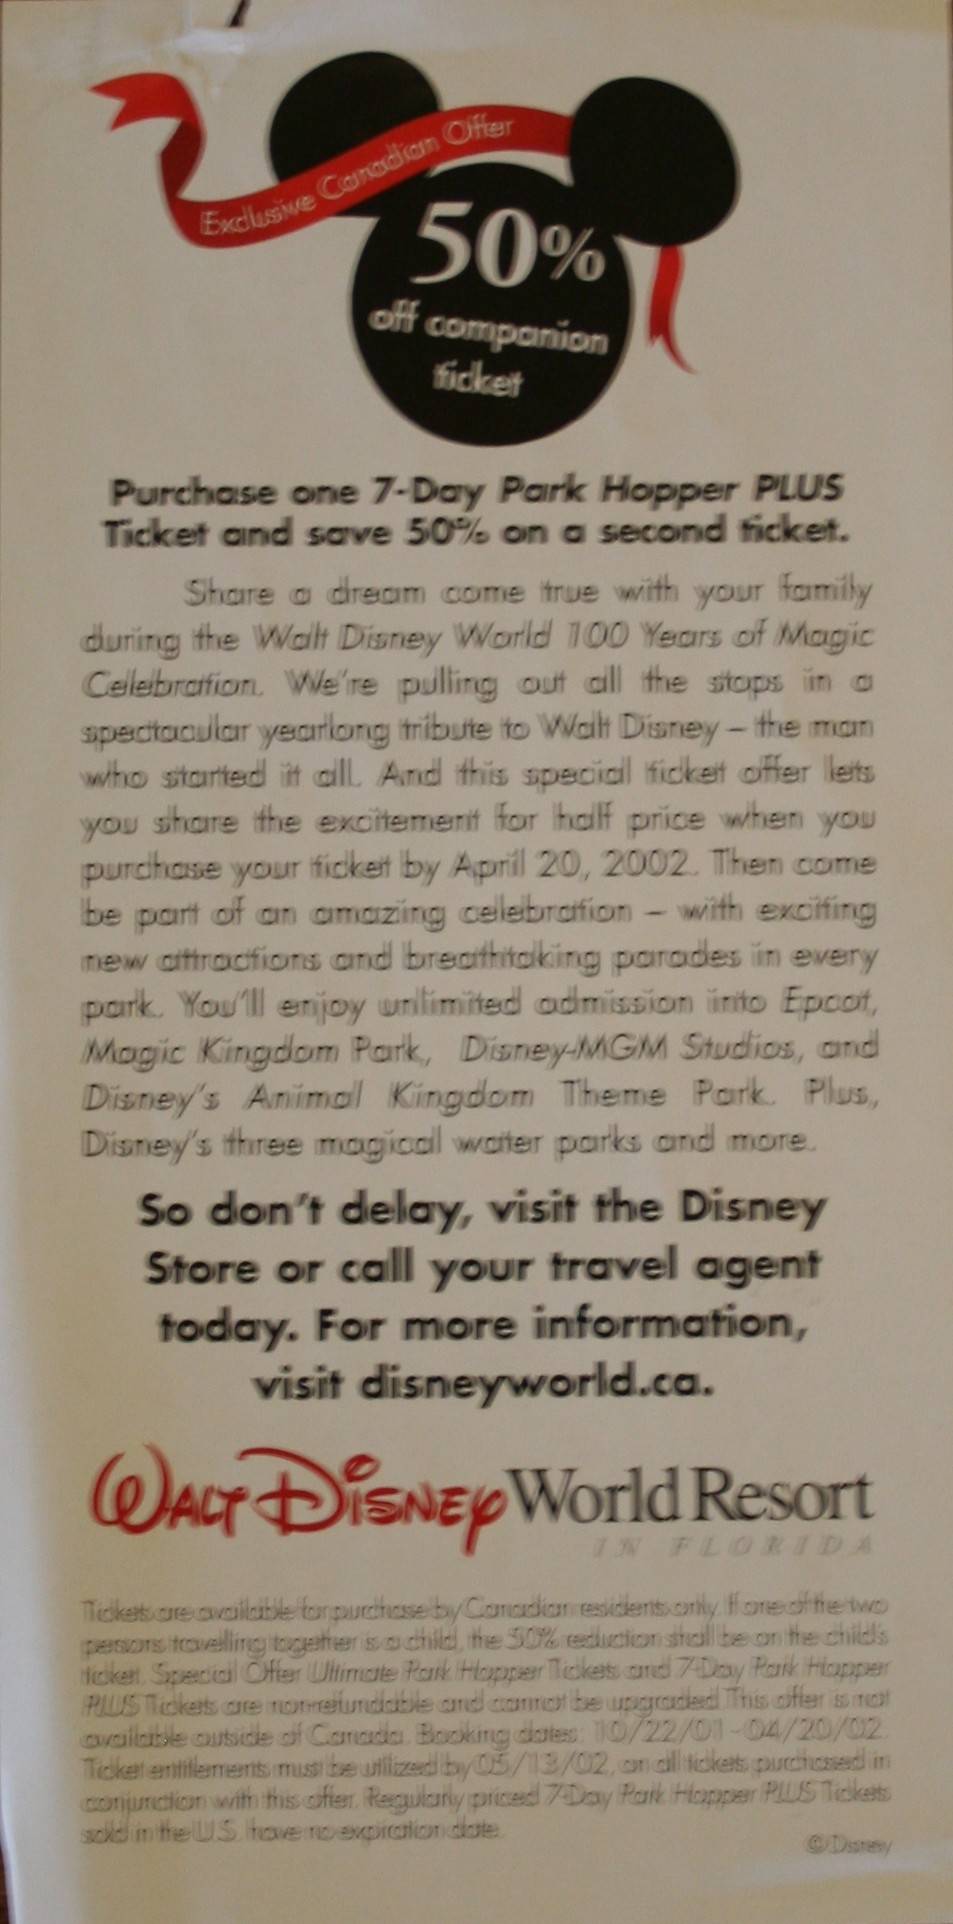 Exclusive Canadian Offer
50%
off companion
ticket
Purchase one 7-Day Park Hopper PLUS
Ticket and save 50% on a second ticket.
Share a dream come true with your family
during the Walt Disney World 100 Years of Magic
Celebration. We're pulling out all the stops in a
spectacular yearlong tribute to Walt Disney – the man
who started it all. And this special ticket offer lets
you share the excitement for half price when you
purchase your ticket by April 20, 2002. Then come
be part of an amazing celebration – with exciting
new attractions and breathtaking parades in every
park. You'll enjoy unlimited admission into Epcot,
Magic Kingdom Park, Disney-MGM Studios, and
Disney's Animal Kingdom Theme Park. Plus,
Disney's three magical water parks and more.
So don't delay, visit the Disney
Store or call your travel agent
today. For more information,
visit disneyworld.ca.
WALT DISNEY World Resort
IN FLORIDA
Tickets are available for purchase by Canadian residents only. If one of the two
persons travelling together is a child, the 50% reduction shall be on the child's
ticket. Special Offer Ultimate Park Hopper Tickets and 7-Day Park Hopper
PLUS Tickets are non-refundable and cannot be upgraded. This offer is not
available outside of Canada. Booking dates: 10/22/01 - 04/20/02.
Ticket entitlements must be utilized by 05/13/02, on all tickets purchased in
conjunction with this offer. Regularly priced 7-Day Park Hopper PLUS Tickets
sold in the U.S. have no expiration date.
© Disney